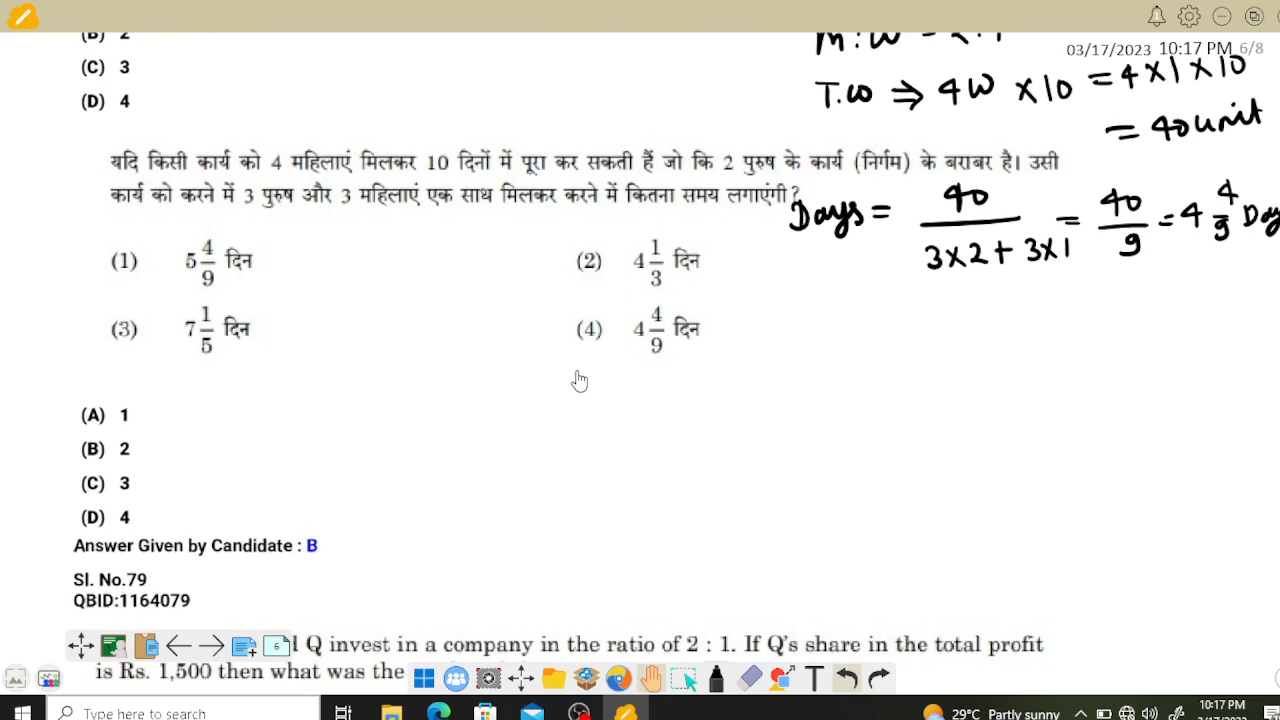 03/17/2023 10:17 PM 6/8
(B) 2
(C) 3
(D) 4
T.W ⇒ 4W × 10 = 4×1×10
= 40 unit
यदि किसी कार्य को 4 महिलाएं मिलकर 10 दिनों में पूरा कर सकती हैं जो कि 2 पुरुष के कार्य (निर्गम) के बराबर है। उसी
कार्य को करने में 3 पुरुष और 3 महिलाएं एक साथ मिलकर करने में कितना समय लगाएंगी?
Days = 40/(3×2+3×1) = 40/9 = 4 4/9 Day
(1) 5 4/9 दिन (2) 4 1/3 दिन
(3) 7 1/5 दिन (4) 4 4/9 दिन
(A) 1
(B) 2
(C) 3
(D) 4
Answer Given by Candidate : B
Sl. No.79
QBID:1164079
6
Q invest in a company in the ratio of 2 : 1. If Q's share in the total profit
is Rs. 1,500 then what was the
Type here to search
29°C Partly sunny
10:17 PM